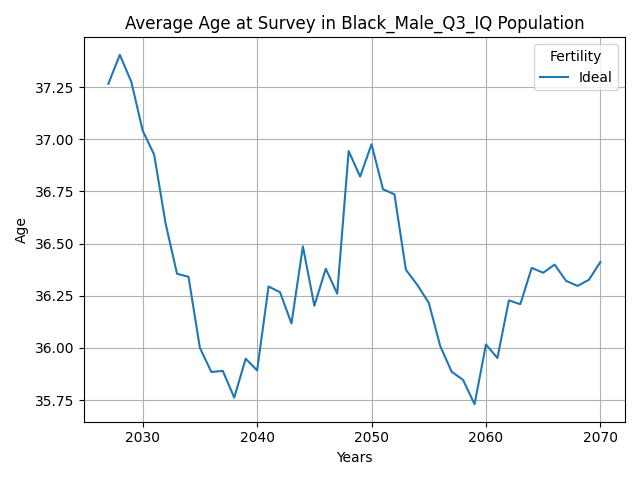 Average Age at Survey in Black_Male_Q3_IQ Population
Fertility
Ideal
37.25
37.00
36.75
36.50
36.25
36.00
35.75
Age
2030 2040 2050 2060 2070
Years